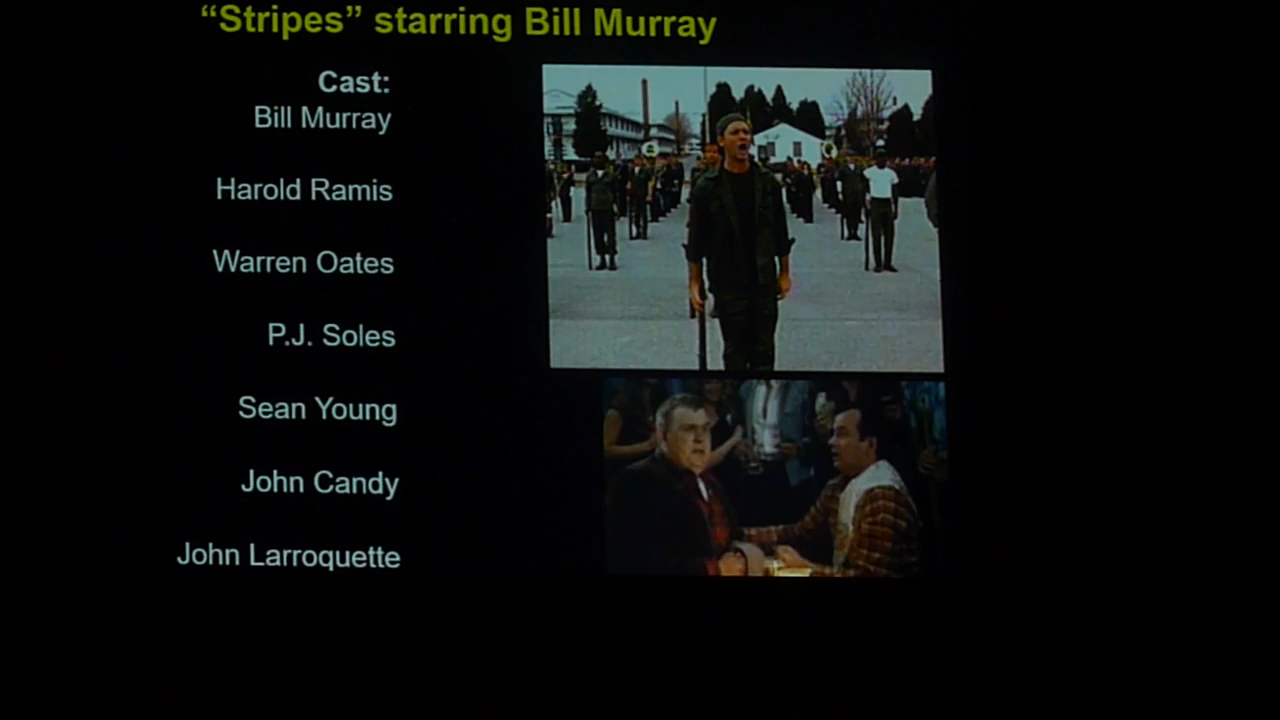 “Stripes” starring Bill Murray
Cast:
Bill Murray
Harold Ramis
Warren Oates
P.J. Soles
Sean Young
John Candy
John Larroquette